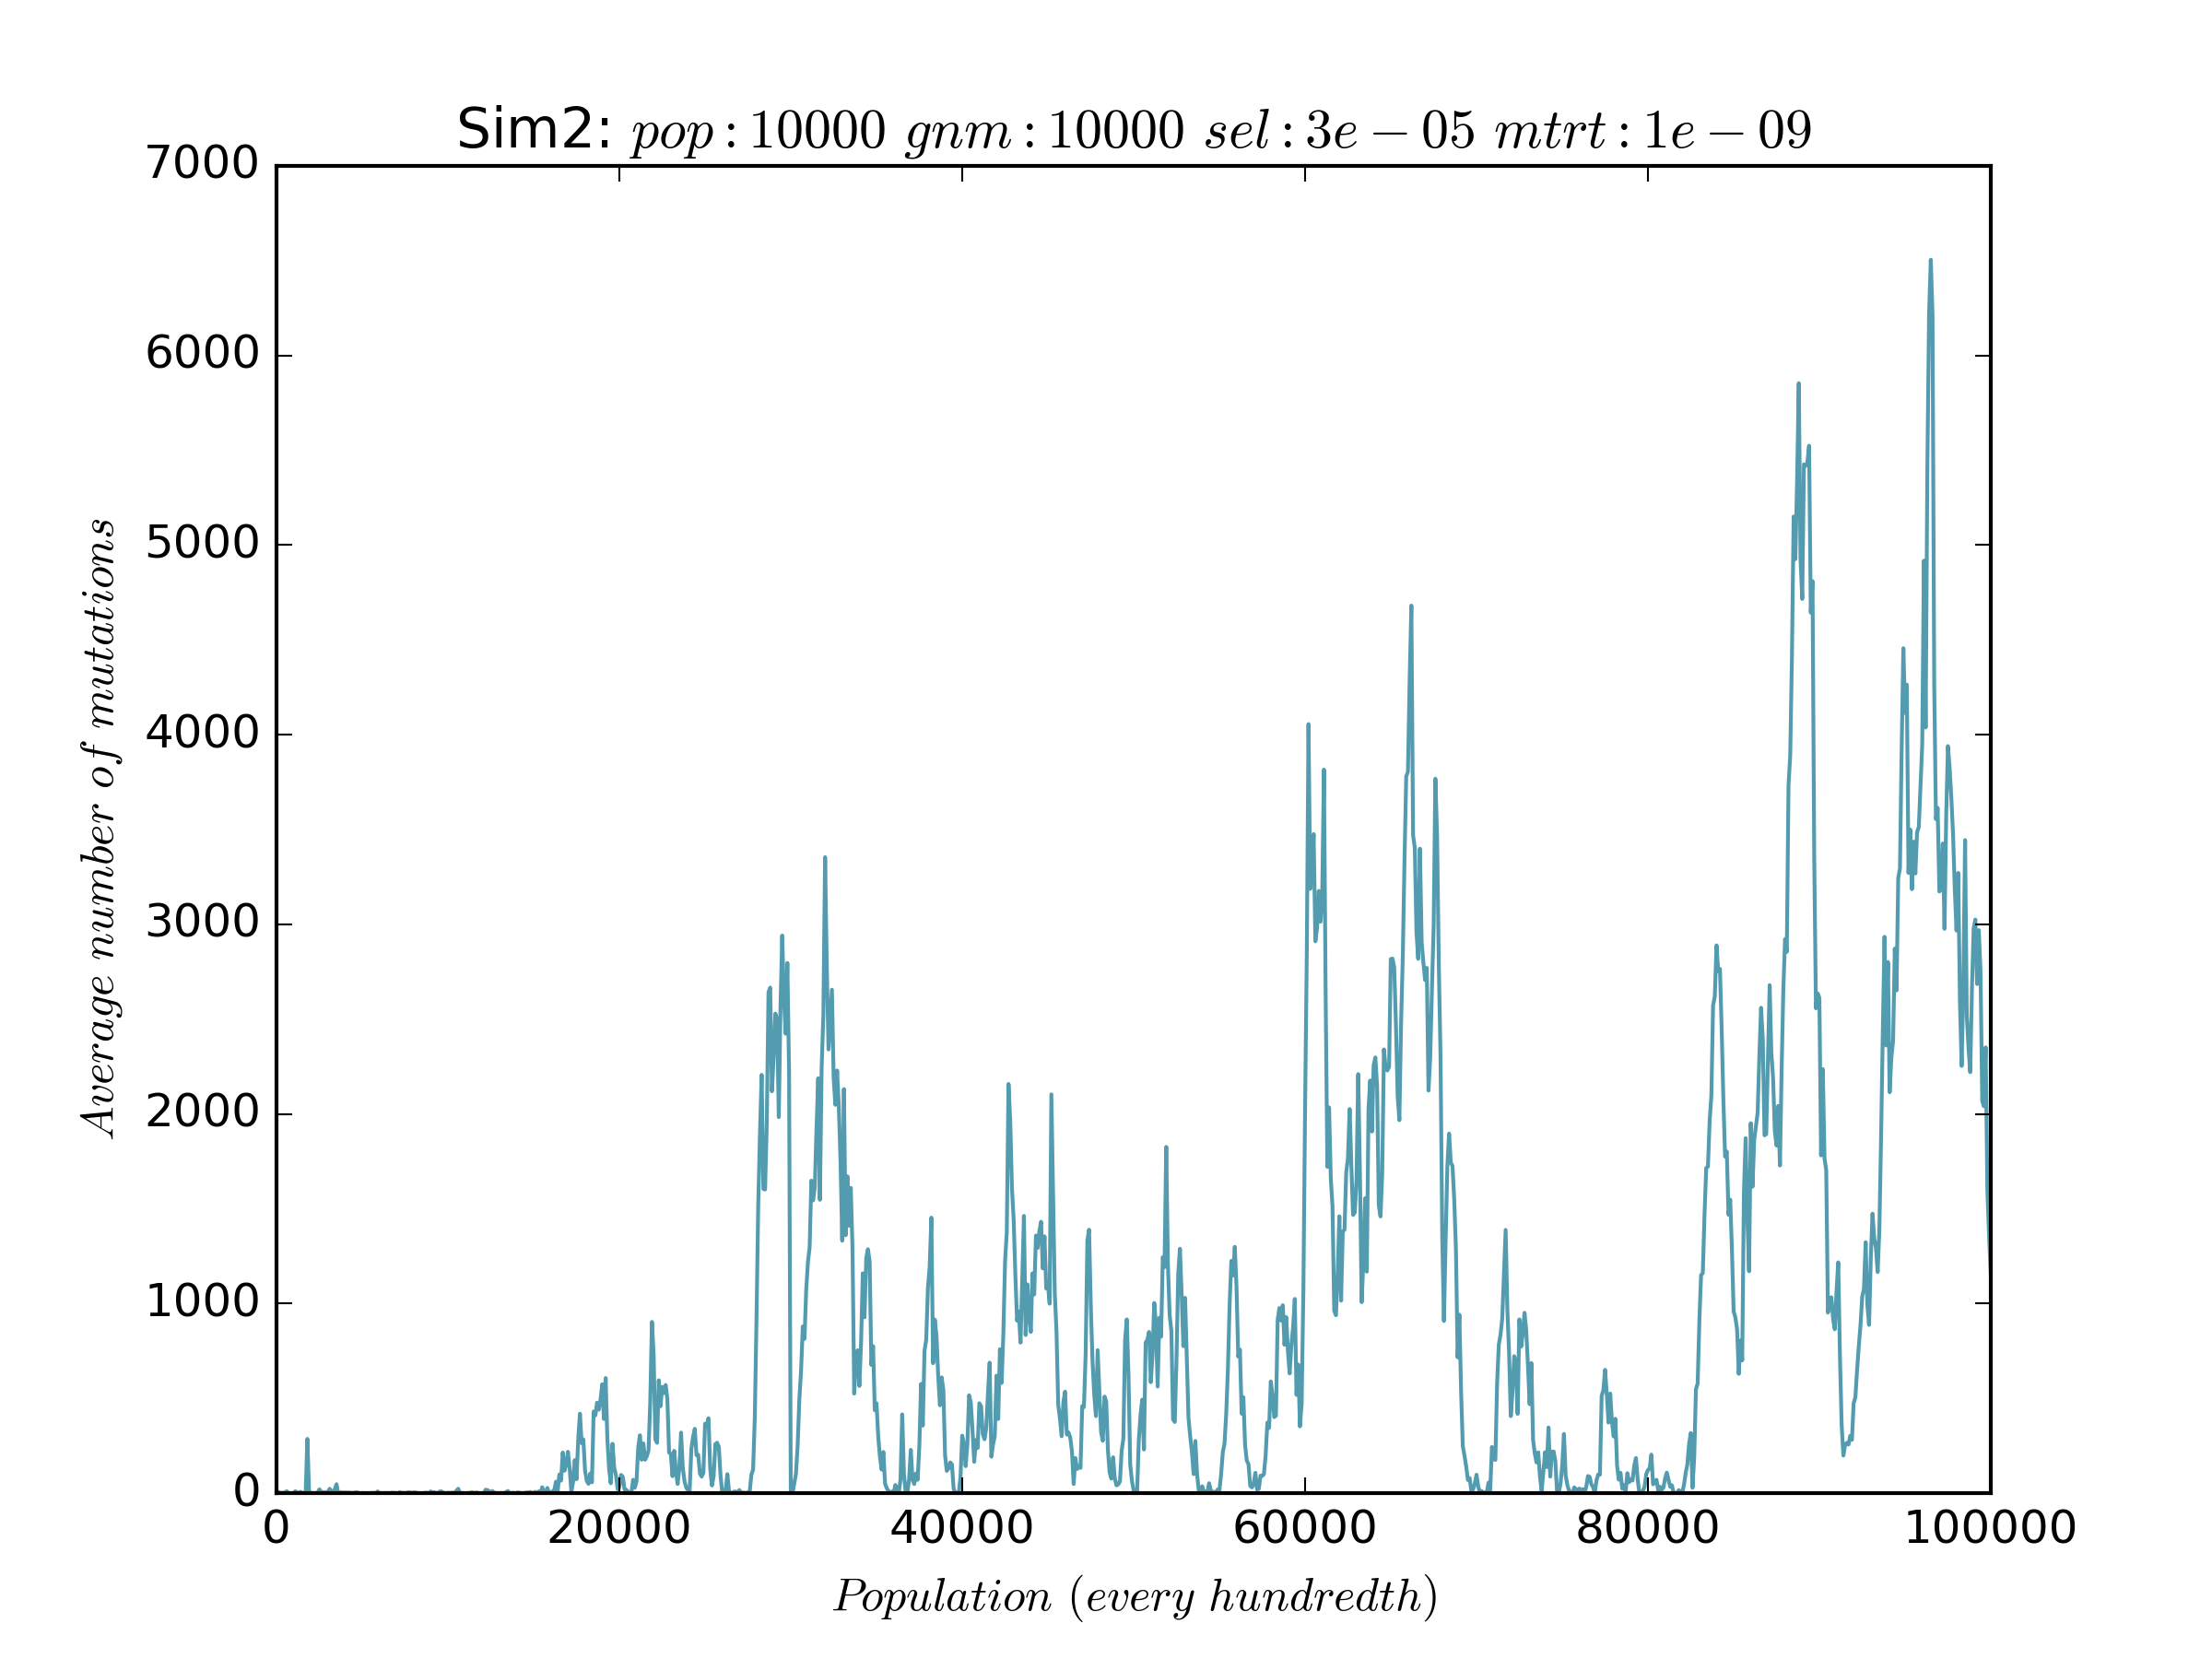 Sim2: pop : 10000 gnm : 10000 sel : 3e − 05 mtrt : 1e − 09
7000
6000
5000
4000
3000
2000
1000
0
Average number of mutations
0 20000 40000 60000 80000 100000
Population (every hundredth)